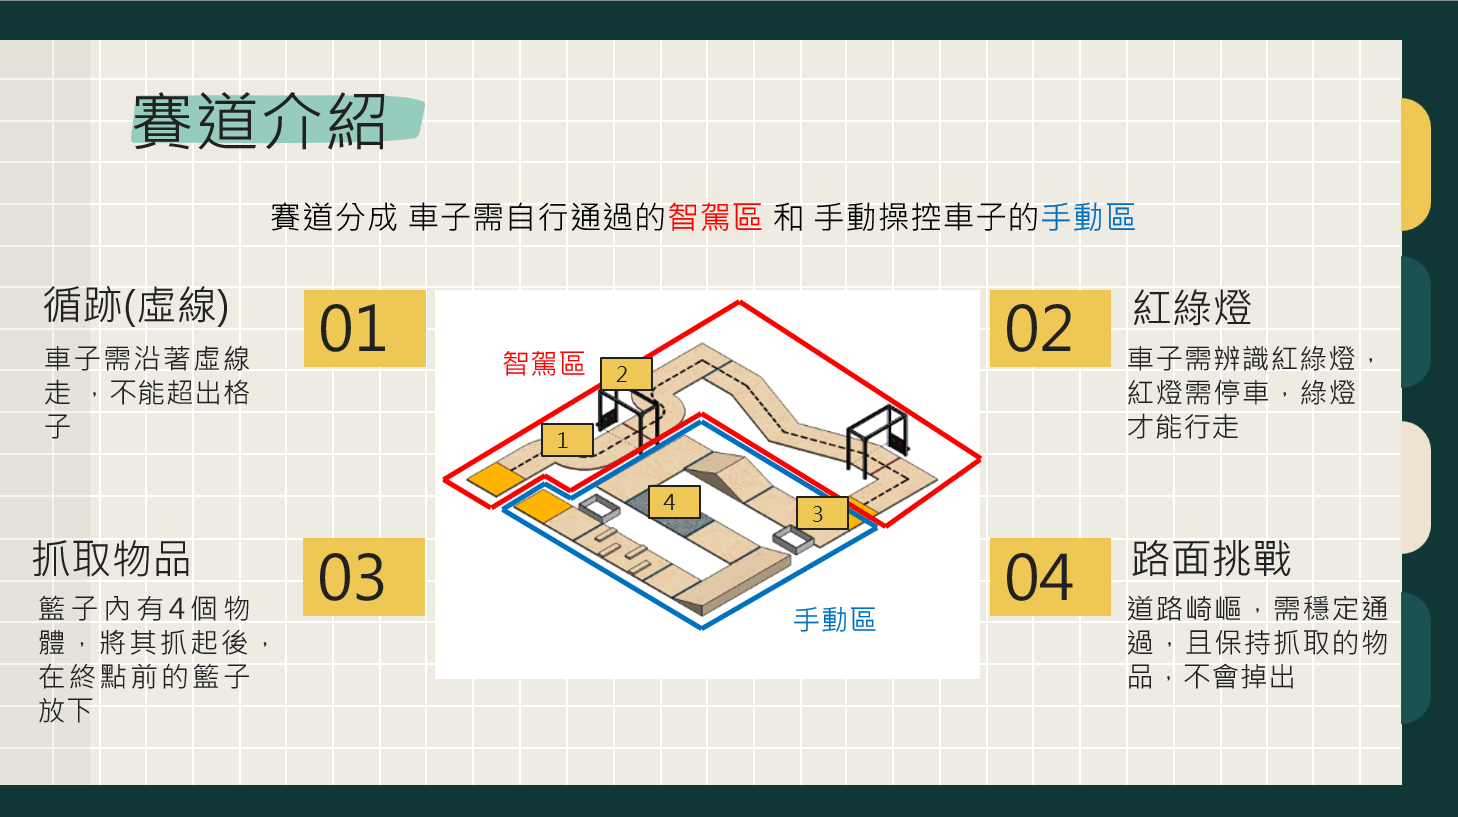 賽道介紹
賽道分成 車子需自行通過的智駕區 和 手動操控車子的手動區
循跡(虛線)
車子需沿著虛線
走 ，不能超出格
子
01
02
紅綠燈
車子需辨識紅綠燈，
紅燈需停車，綠燈
才能行走
智駕區
2
1
4
3
手動區
抓取物品
籃子內有4個物
體，將其抓起後，
在終點前的籃子
放下
03
04
路面挑戰
道路崎嶇，需穩定通
過，且保持抓取的物
品，不會掉出